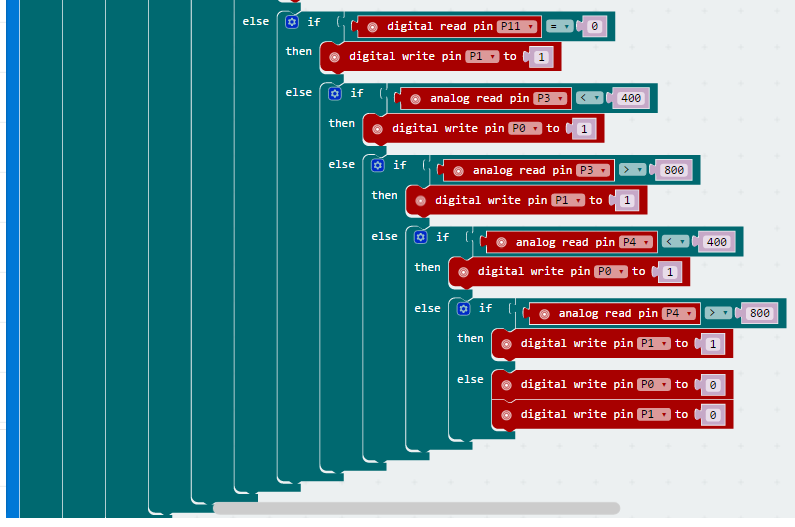 else if digital read pin P11 = 0
then digital write pin P1 to 1
else if analog read pin P3 < 400
then digital write pin P0 to 1
else if analog read pin P3 > 800
then digital write pin P1 to 1
else if analog read pin P4 < 400
then digital write pin P0 to 1
else if analog read pin P4 > 800
then digital write pin P1 to 1
else digital write pin P0 to 0
digital write pin P1 to 0